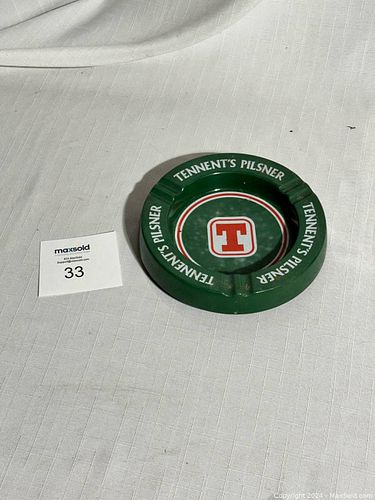 TENNENT'S PILSNER
TENNENT'S PILSNER
TENNENT'S PILSNER
T
maxsold
33
Copyright 2024 - Maxsold.com